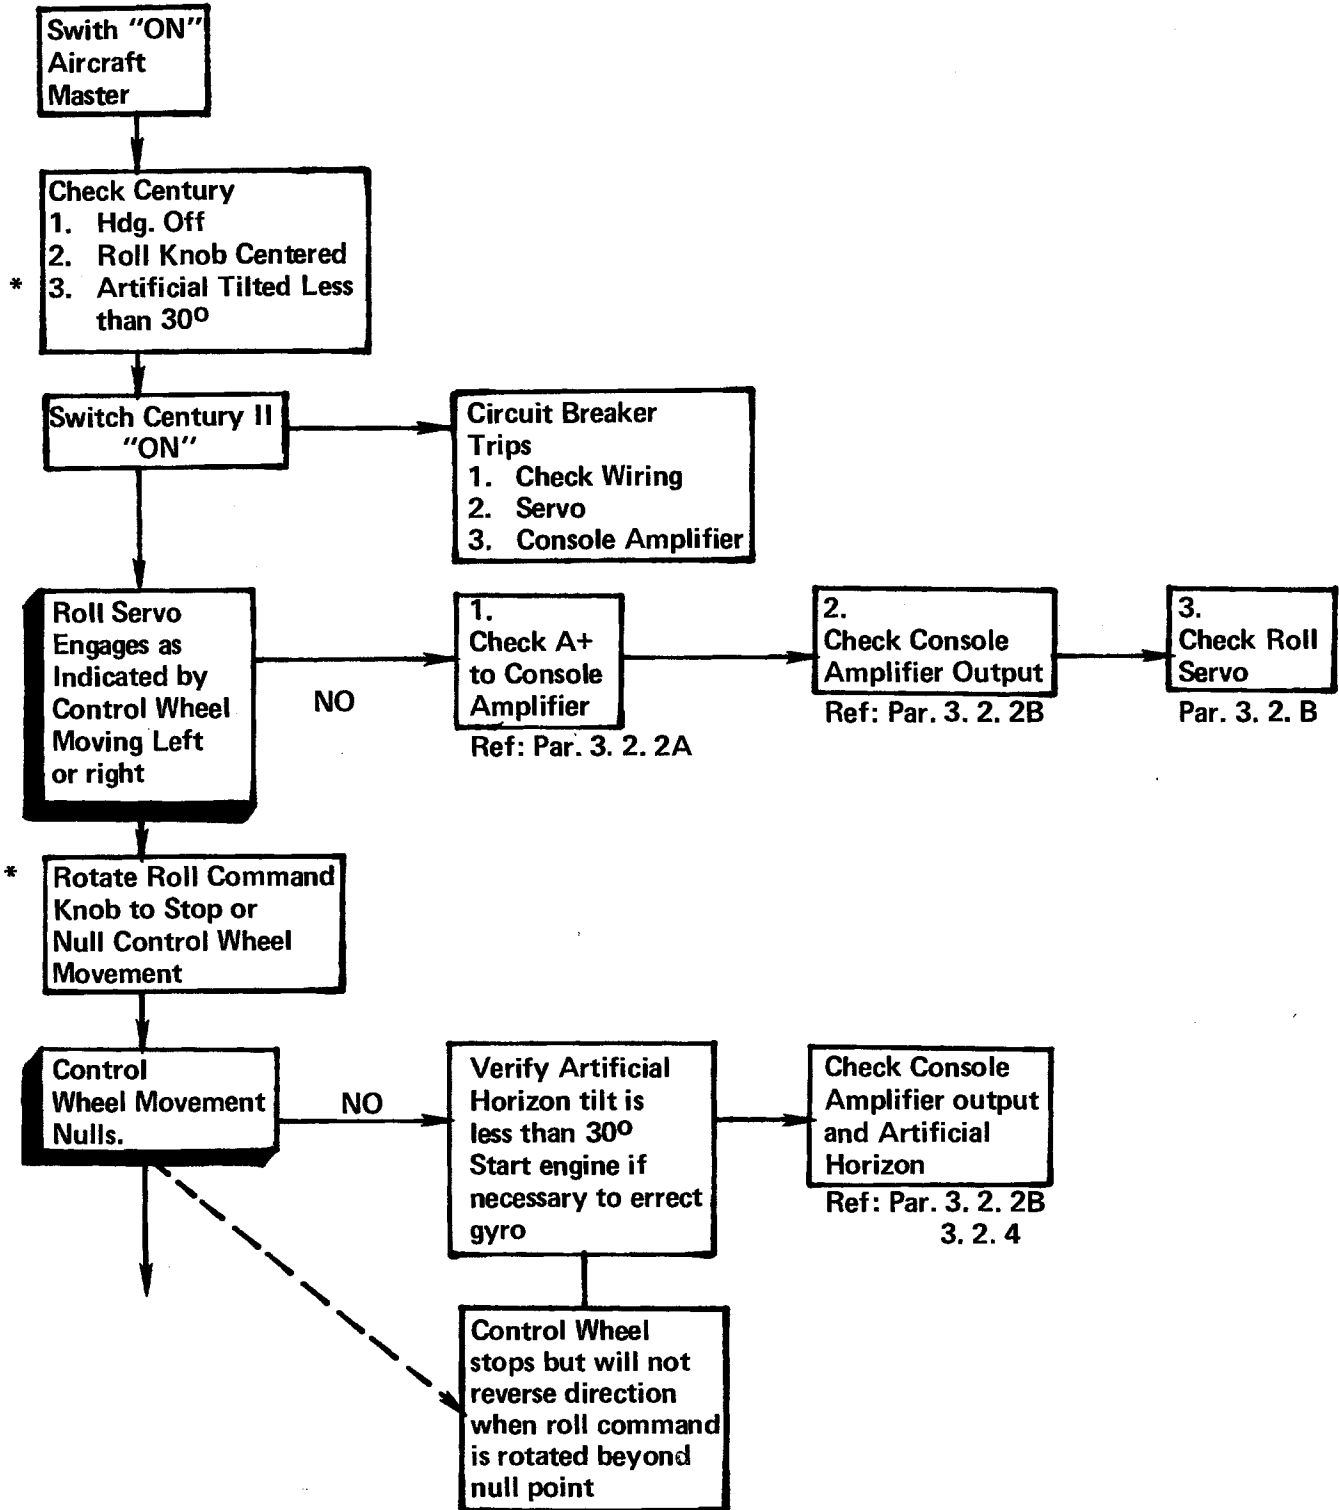 Swith "ON"
Aircraft
Master
Check Century
1. Hdg. Off
2. Roll Knob Centered
* 3. Artificial Tilted Less
than 30º
Switch Century II
"ON"
Circuit Breaker
Trips
1. Check Wiring
2. Servo
3. Console Amplifier
Roll Servo
Engages as
Indicated by
Control Wheel
Moving Left
or right
NO
1.
Check A+
to Console
Amplifier
Ref: Par. 3. 2. 2A
2.
Check Console
Amplifier Output
Ref: Par. 3. 2. 2B
3.
Check Roll
Servo
Par. 3. 2. B
* Rotate Roll Command
Knob to Stop or
Null Control Wheel
Movement
Control
Wheel Movement
Nulls.
NO
Verify Artificial
Horizon tilt is
less than 30º
Start engine if
necessary to errect
gyro
Check Console
Amplifier output
and Artificial
Horizon
Ref: Par. 3. 2. 2B
3. 2. 4
Control Wheel
stops but will not
reverse direction
when roll command
is rotated beyond
null point